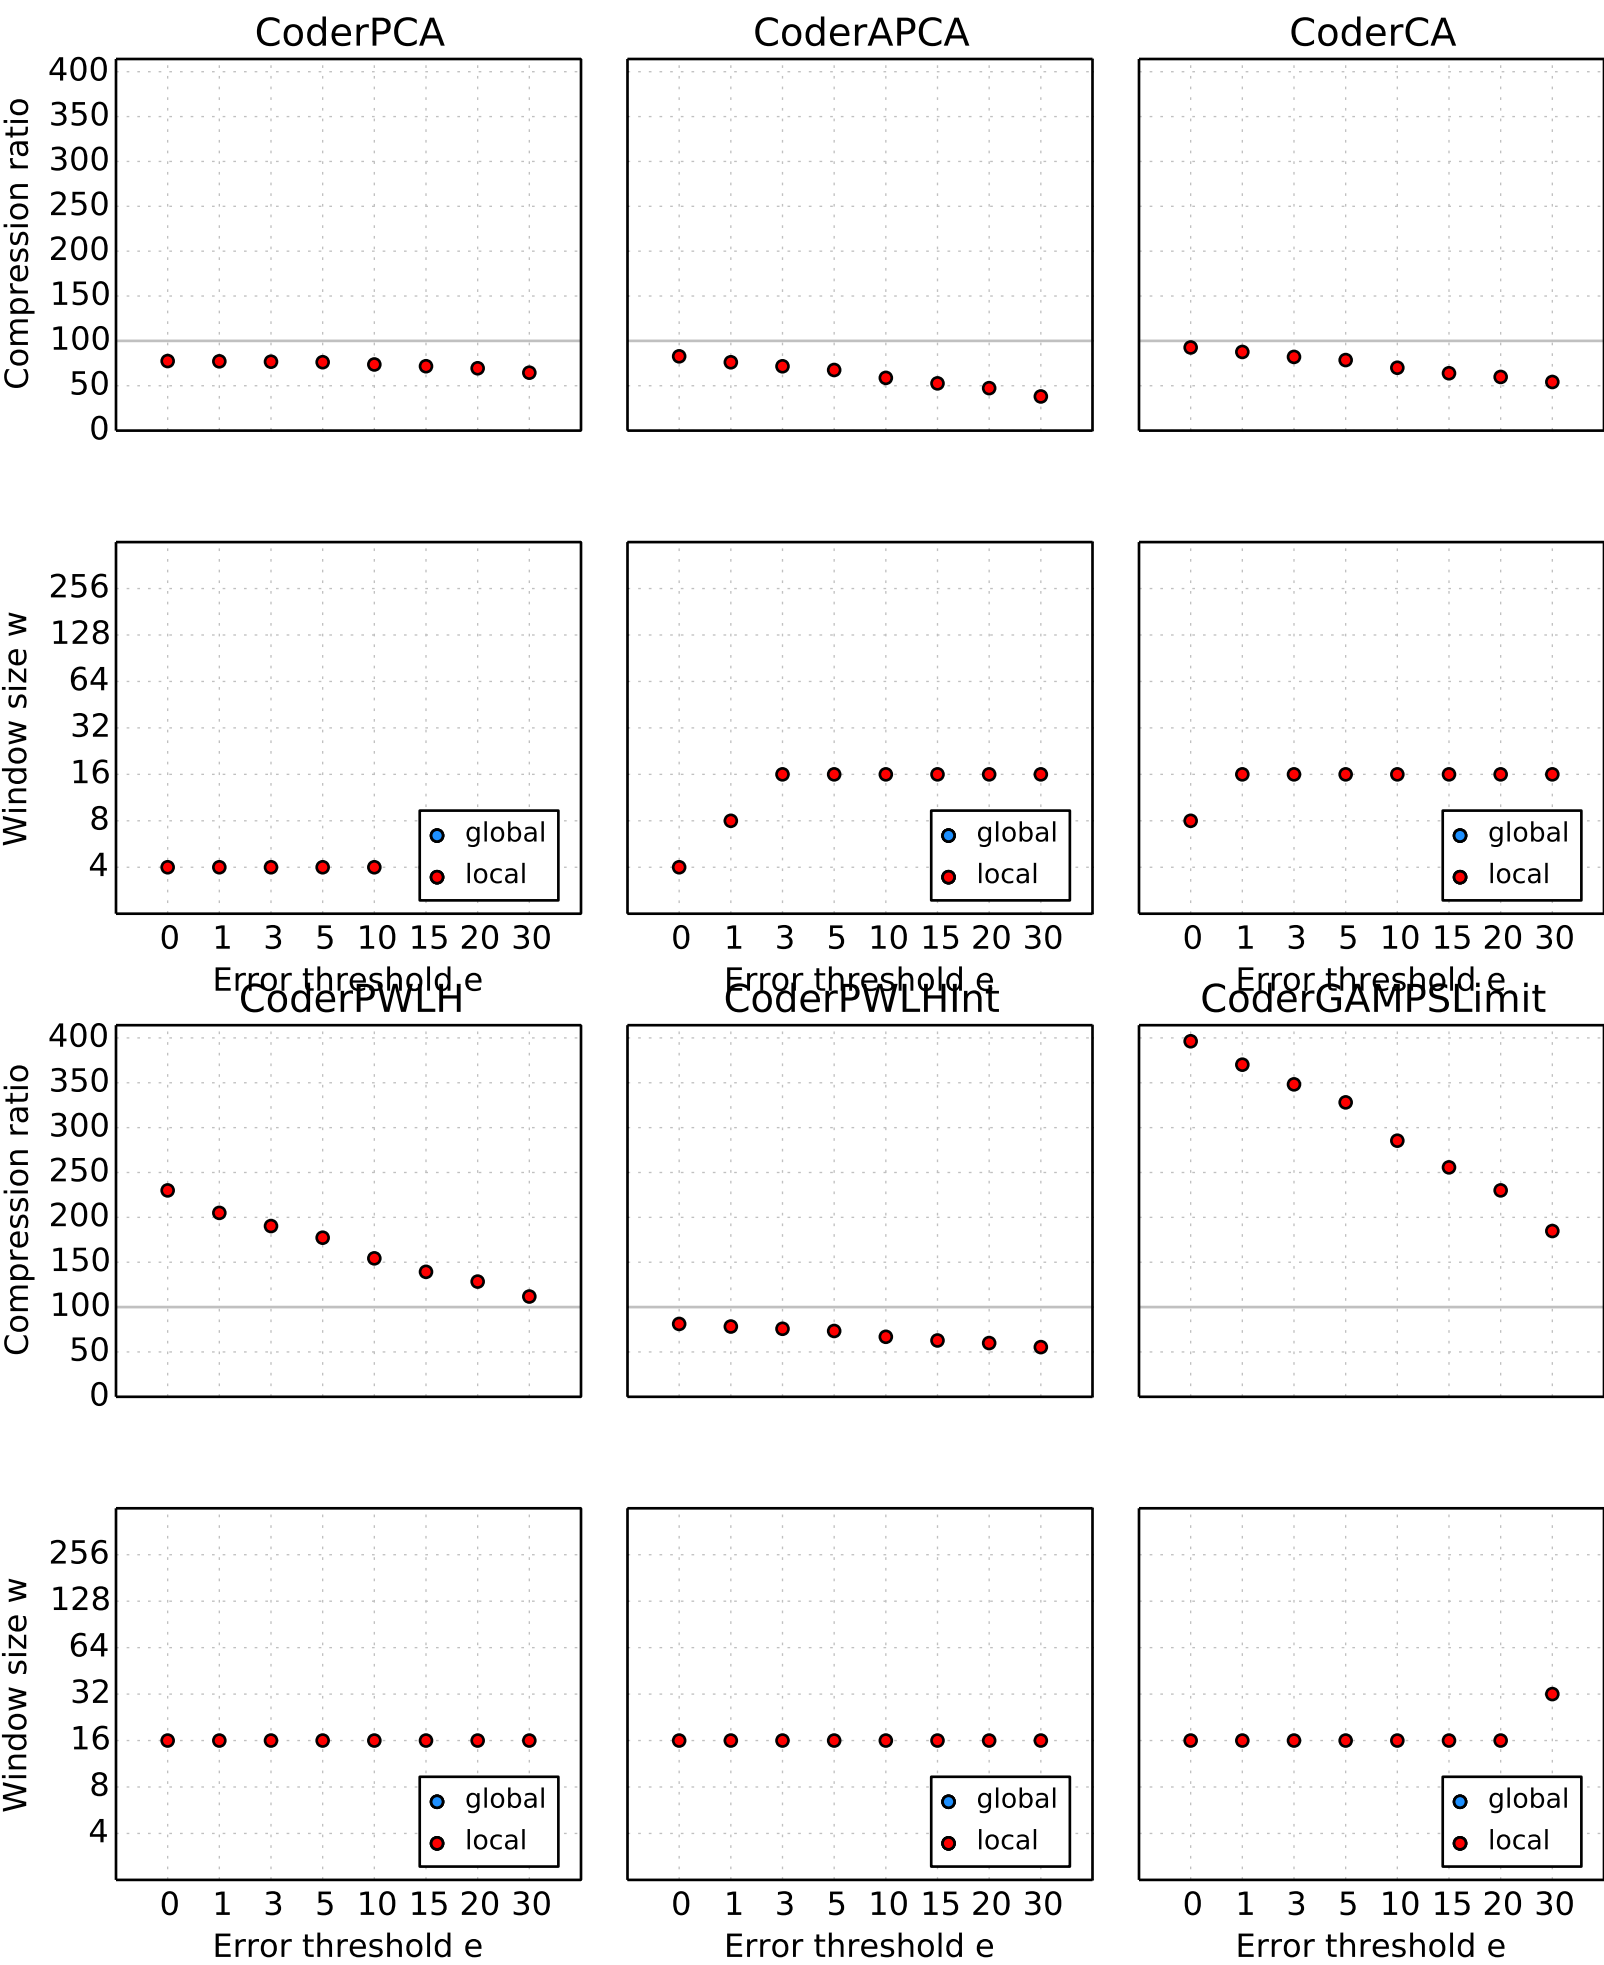 CoderPCA
CoderAPCA
CoderCA
Compression ratio
400
350
300
250
200
150
100
50
0
Window size w
256
128
64
32
16
8
4
global
local
global
local
global
local
0 1 3 5 10 15 20 30
0 1 3 5 10 15 20 30
0 1 3 5 10 15 20 30
Error threshold e
Error threshold e
Error threshold e
CoderPWLH
CoderPWLHInt
CoderGAMPSLimit
Compression ratio
400
350
300
250
200
150
100
50
0
Window size w
256
128
64
32
16
8
4
global
local
global
local
global
local
0 1 3 5 10 15 20 30
0 1 3 5 10 15 20 30
0 1 3 5 10 15 20 30
Error threshold e
Error threshold e
Error threshold e